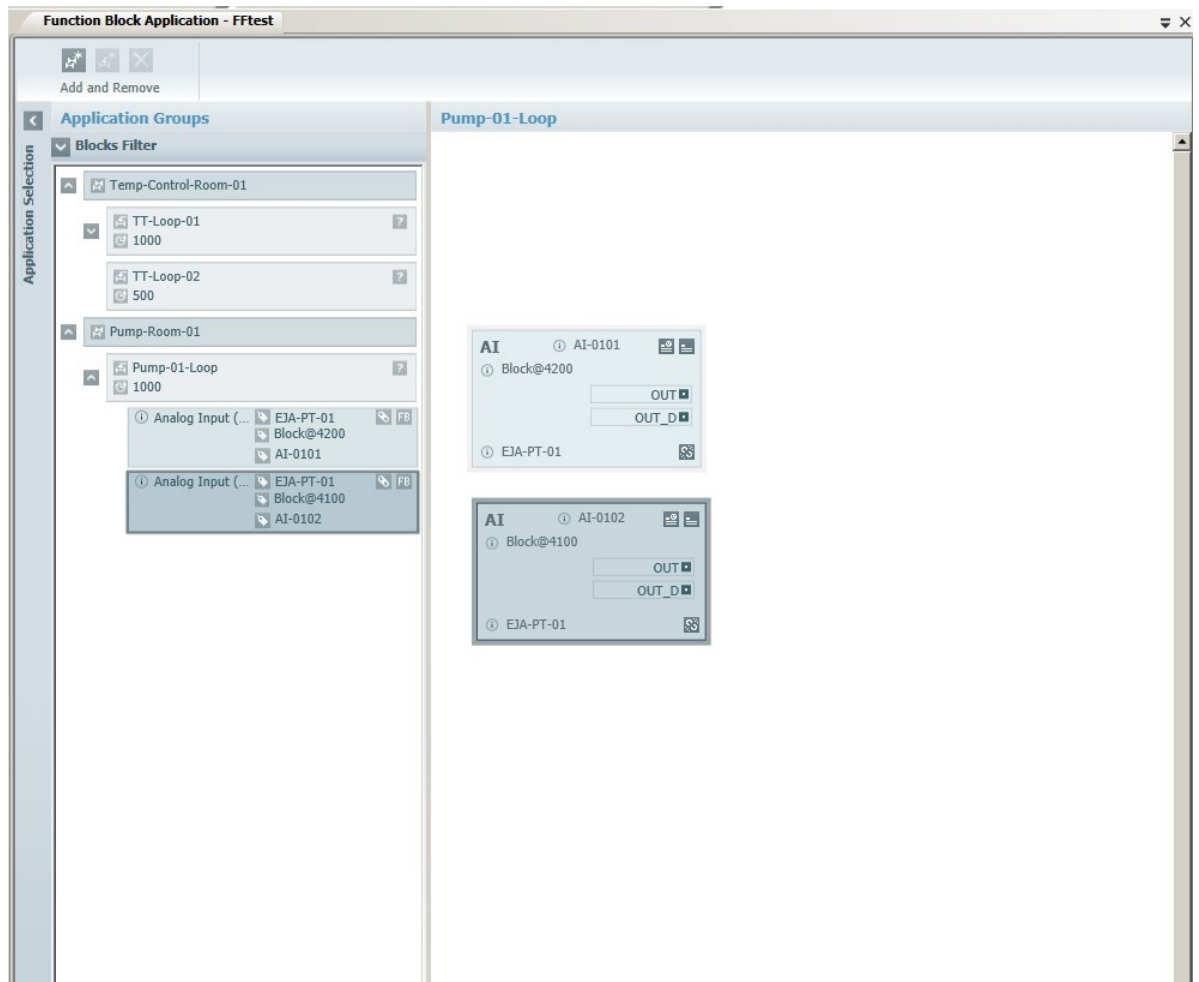 Function Block Application - FFtest
Add and Remove
Application Selection
Application Groups
Blocks Filter
Temp-Control-Room-01
TT-Loop-01
?
1000
TT-Loop-02
?
500
Pump-Room-01
Pump-01-Loop
?
1000
Analog Input (... EJA-PT-01 FB
Block@4200
AI-0101
Analog Input (... EJA-PT-01 FB
Block@4100
AI-0102
Pump-01-Loop
AI AI-0101
Block@4200
OUT
OUT_D
EJA-PT-01
AI AI-0102
Block@4100
OUT
OUT_D
EJA-PT-01